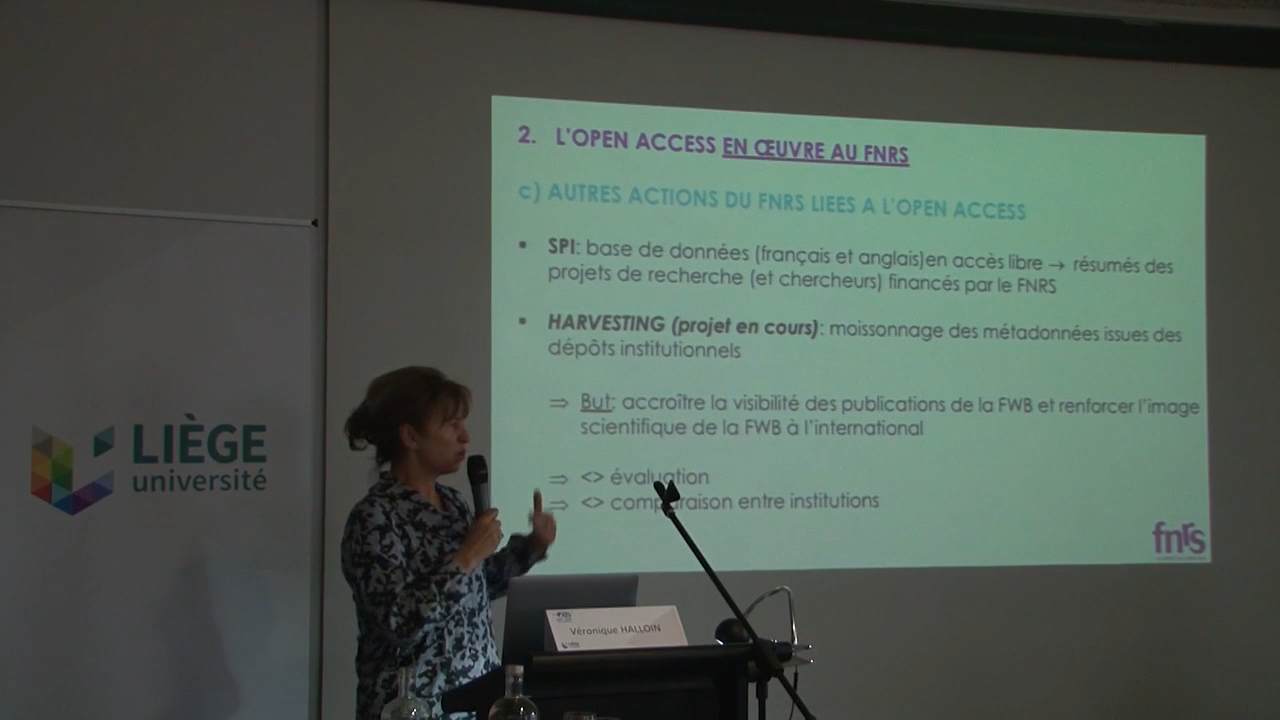 2. L'OPEN ACCESS EN ŒUVRE AU FNRS
c) AUTRES ACTIONS DU FNRS LIEES A L'OPEN ACCESS
▪ SPI: base de données (français et anglais)en accès libre → résumés des
projets de recherche (et chercheurs) financés par le FNRS
▪ HARVESTING (projet en cours): moissonnage des métadonnées issues des
dépôts institutionnels
⇒ But: accroître la visibilité des publications de la FWB et renforcer l'image
scientifique de la FWB à l'international
⇒ <> évaluation
⇒ <> comparaison entre institutions
fnrs
LIÈGE
université
Véronique HALLOIN